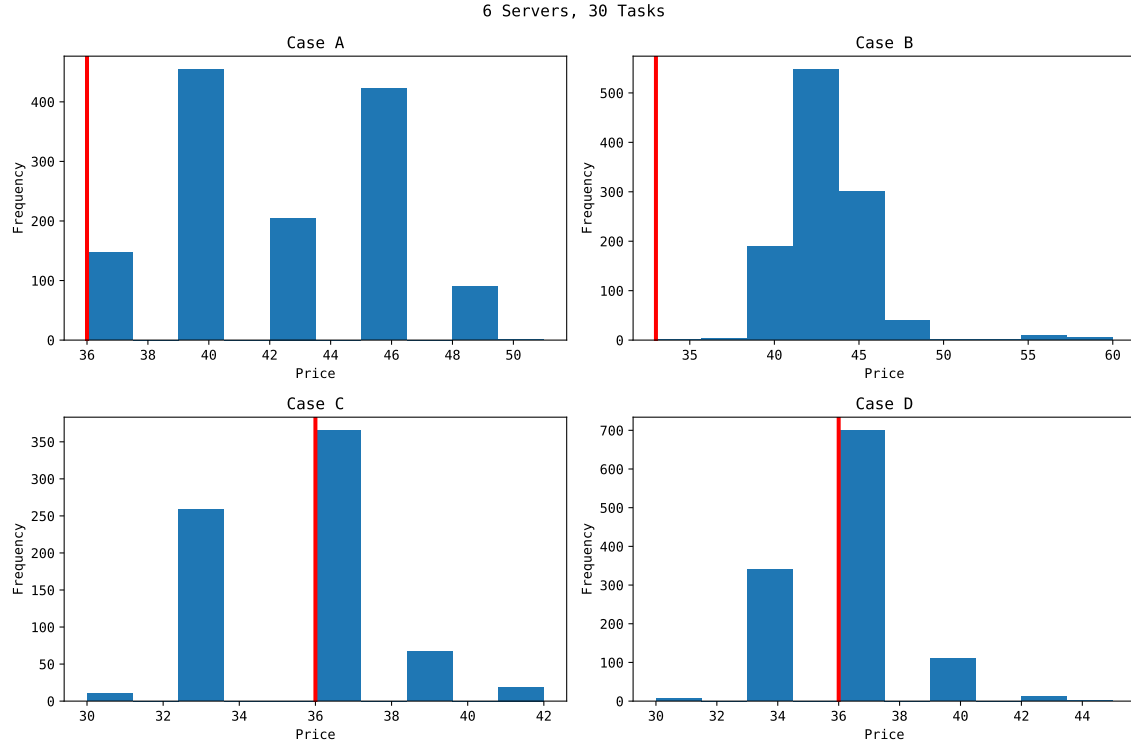 6 Servers, 30 Tasks
Case A
Frequency
400
300
200
100
0
36 38 40 42 44 46 48 50
Price
Case B
Frequency
500
400
300
200
100
0
35 40 45 50 55 60
Price
Case C
Frequency
350
300
250
200
150
100
50
0
30 32 34 36 38 40 42
Price
Case D
Frequency
700
600
500
400
300
200
100
0
30 32 34 36 38 40 42 44
Price